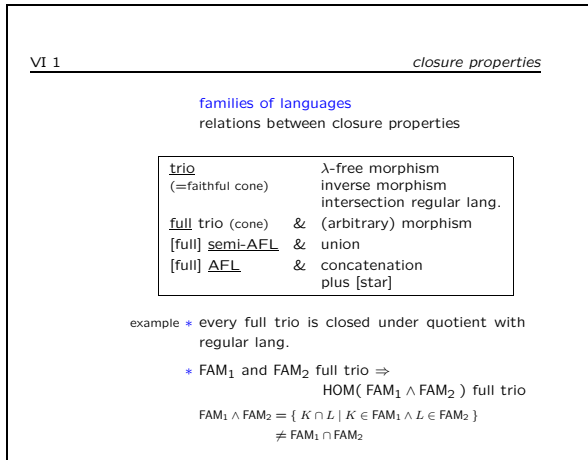 VI 1 closure properties
families of languages
relations between closure properties
trio λ-free morphism
(=faithful cone) inverse morphism
intersection regular lang.
full trio (cone) & (arbitrary) morphism
[full] semi-AFL & union
[full] AFL & concatenation
plus [star]
example * every full trio is closed under quotient with
regular lang.
* FAM₁ and FAM₂ full trio ⇒
HOM( FAM₁ ∧ FAM₂ ) full trio
FAM₁ ∧ FAM₂ = { K ∩ L | K ∈ FAM₁ ∧ L ∈ FAM₂ }
≠ FAM₁ ∩ FAM₂